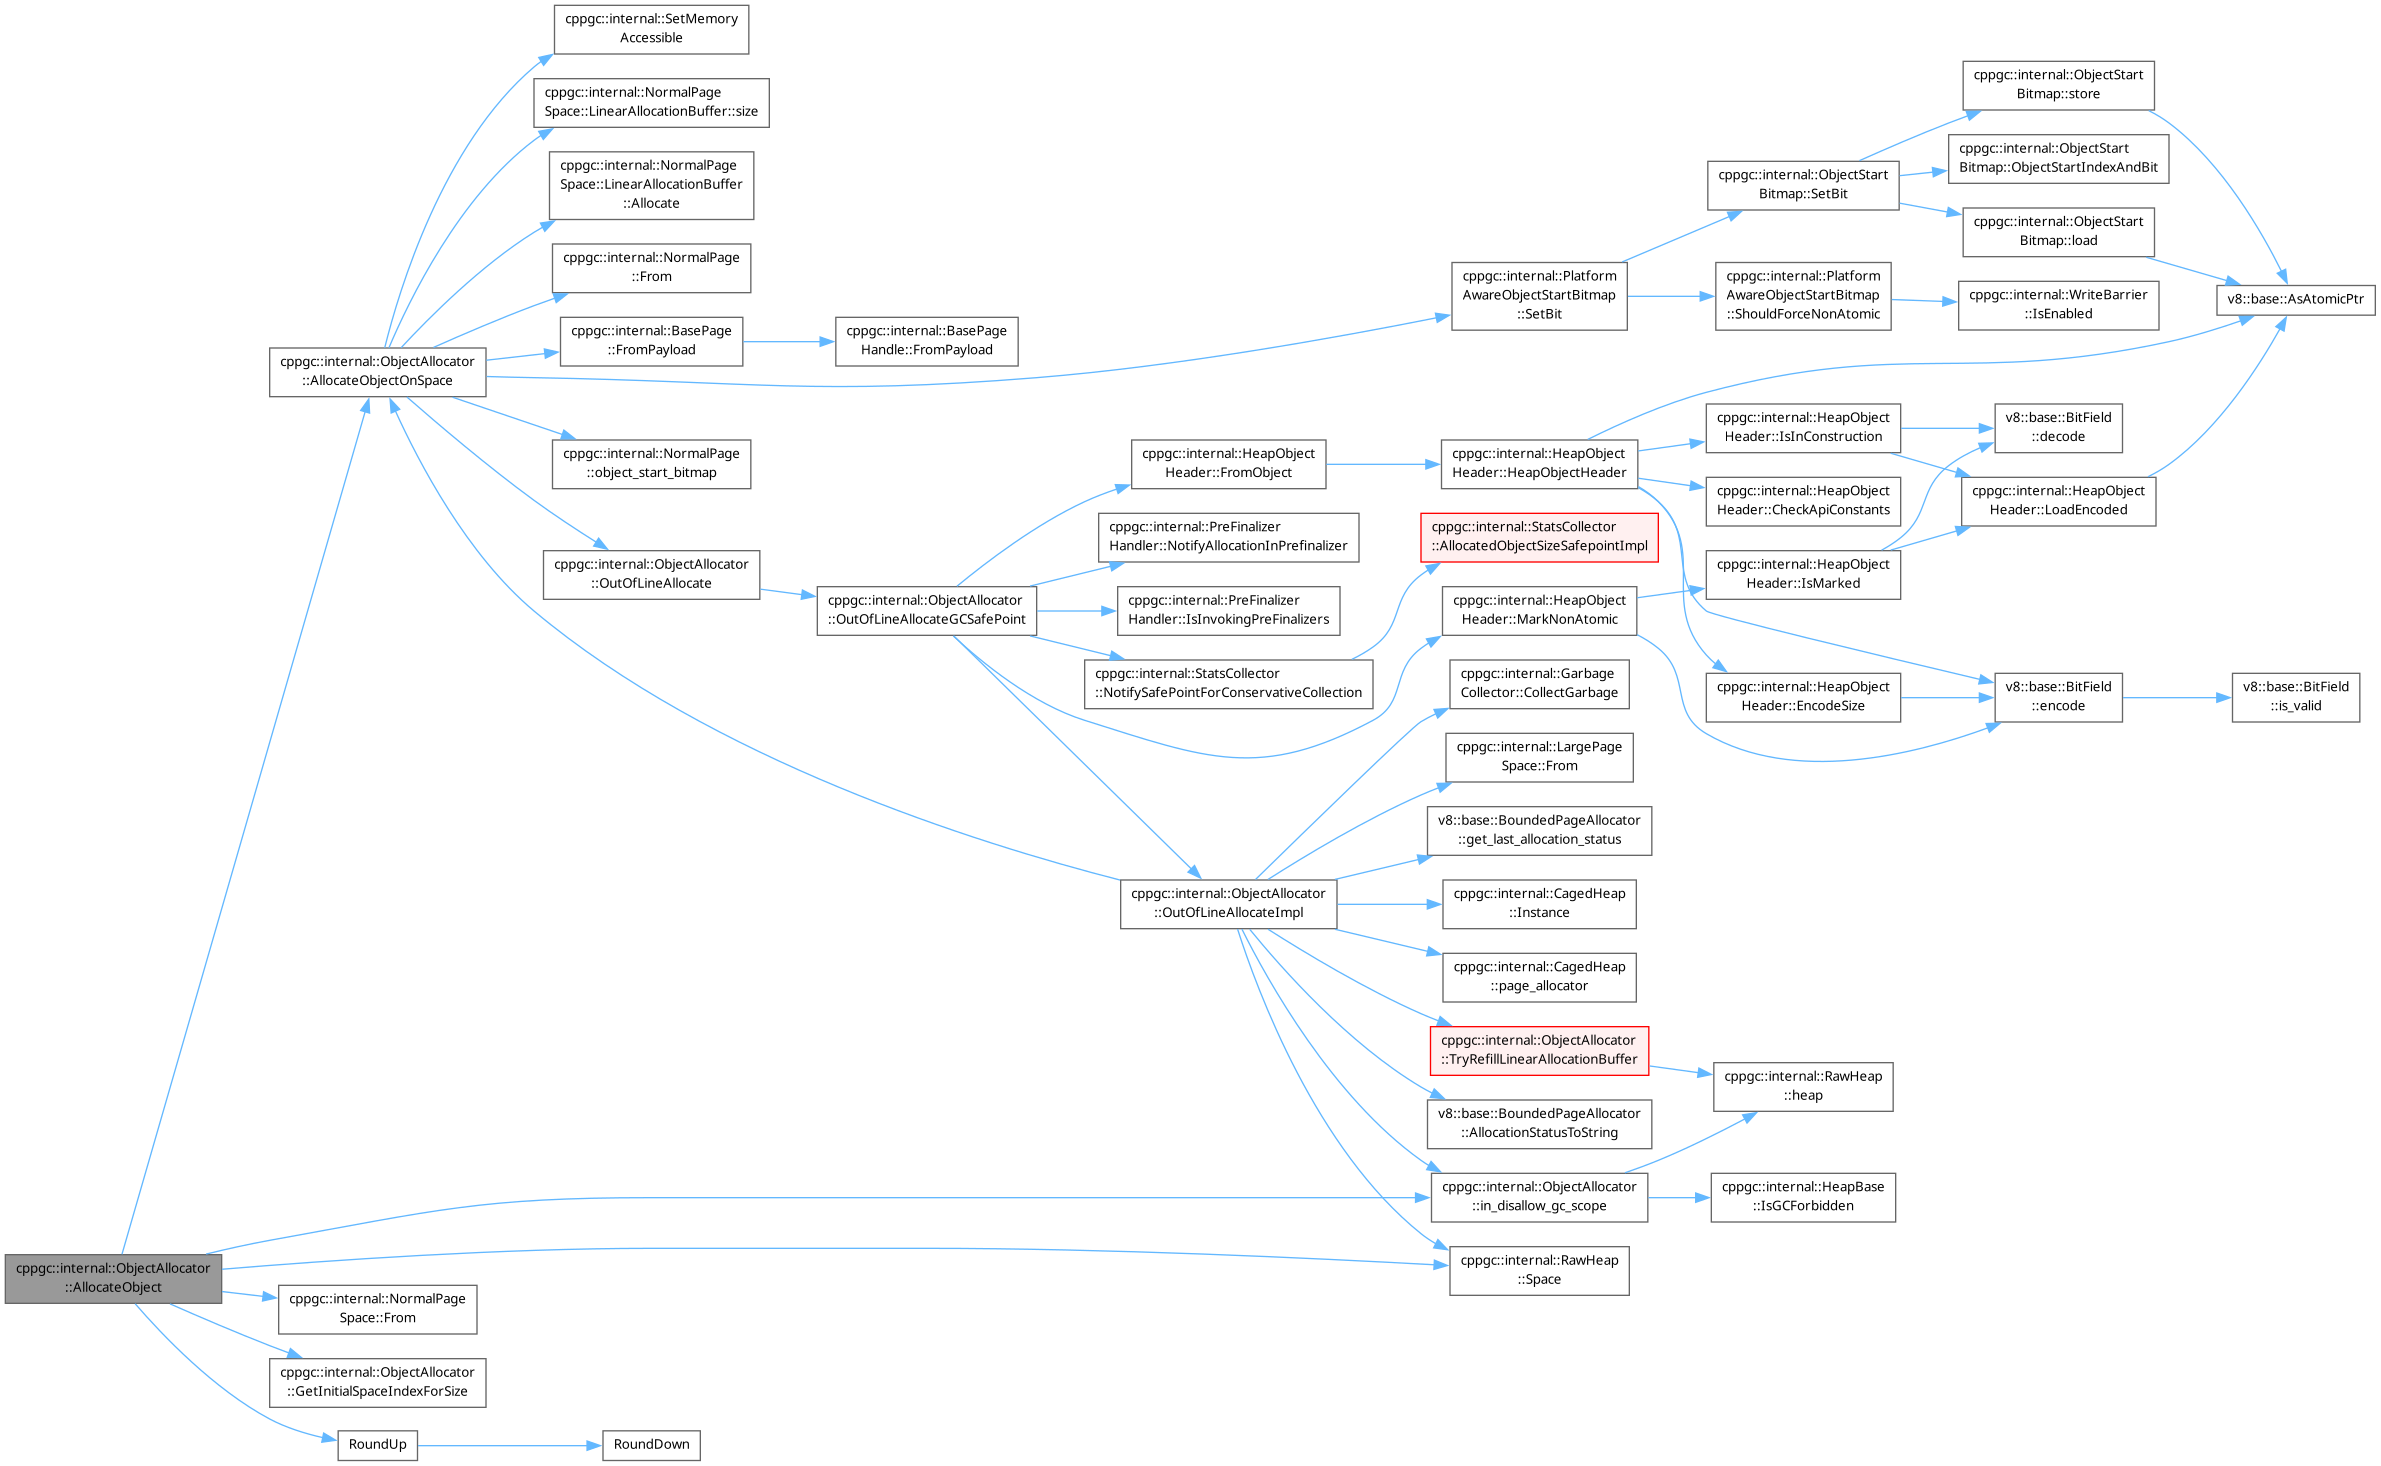 cppgc::internal::SetMemory
Accessible
cppgc::internal::NormalPage
Space::LinearAllocationBuffer::size
cppgc::internal::NormalPage
Space::LinearAllocationBuffer
::Allocate
cppgc::internal::NormalPage
::From
cppgc::internal::BasePage
::FromPayload
cppgc::internal::BasePage
Handle::FromPayload
cppgc::internal::ObjectAllocator
::AllocateObjectOnSpace
cppgc::internal::NormalPage
::object_start_bitmap
cppgc::internal::ObjectAllocator
::OutOfLineAllocate
cppgc::internal::ObjectAllocator
::OutOfLineAllocateGCSafePoint
cppgc::internal::HeapObject
Header::FromObject
cppgc::internal::PreFinalizer
Handler::NotifyAllocationInPrefinalizer
cppgc::internal::PreFinalizer
Handler::IsInvokingPreFinalizers
cppgc::internal::StatsCollector
::NotifySafePointForConservativeCollection
cppgc::internal::ObjectAllocator
::OutOfLineAllocateImpl
cppgc::internal::Platform
AwareObjectStartBitmap
::SetBit
cppgc::internal::HeapObject
Header::HeapObjectHeader
cppgc::internal::StatsCollector
::AllocatedObjectSizeSafepointImpl
cppgc::internal::HeapObject
Header::MarkNonAtomic
cppgc::internal::Garbage
Collector::CollectGarbage
cppgc::internal::LargePage
Space::From
v8::base::BoundedPageAllocator
::get_last_allocation_status
cppgc::internal::CagedHeap
::Instance
cppgc::internal::CagedHeap
::page_allocator
cppgc::internal::ObjectAllocator
::TryRefillLinearAllocationBuffer
v8::base::BoundedPageAllocator
::AllocationStatusToString
cppgc::internal::ObjectAllocator
::in_disallow_gc_scope
cppgc::internal::RawHeap
::Space
cppgc::internal::ObjectStart
Bitmap::SetBit
cppgc::internal::Platform
AwareObjectStartBitmap
::ShouldForceNonAtomic
cppgc::internal::HeapObject
Header::IsInConstruction
cppgc::internal::HeapObject
Header::CheckApiConstants
cppgc::internal::HeapObject
Header::IsMarked
cppgc::internal::HeapObject
Header::EncodeSize
cppgc::internal::RawHeap
::heap
cppgc::internal::HeapBase
::IsGCForbidden
cppgc::internal::ObjectStart
Bitmap::store
cppgc::internal::ObjectStart
Bitmap::ObjectStartIndexAndBit
cppgc::internal::ObjectStart
Bitmap::load
cppgc::internal::WriteBarrier
::IsEnabled
v8::base::BitField
::decode
cppgc::internal::HeapObject
Header::LoadEncoded
v8::base::BitField
::encode
v8::base::AsAtomicPtr
v8::base::BitField
::is_valid
cppgc::internal::ObjectAllocator
::AllocateObject
cppgc::internal::NormalPage
Space::From
cppgc::internal::ObjectAllocator
::GetInitialSpaceIndexForSize
RoundUp
RoundDown